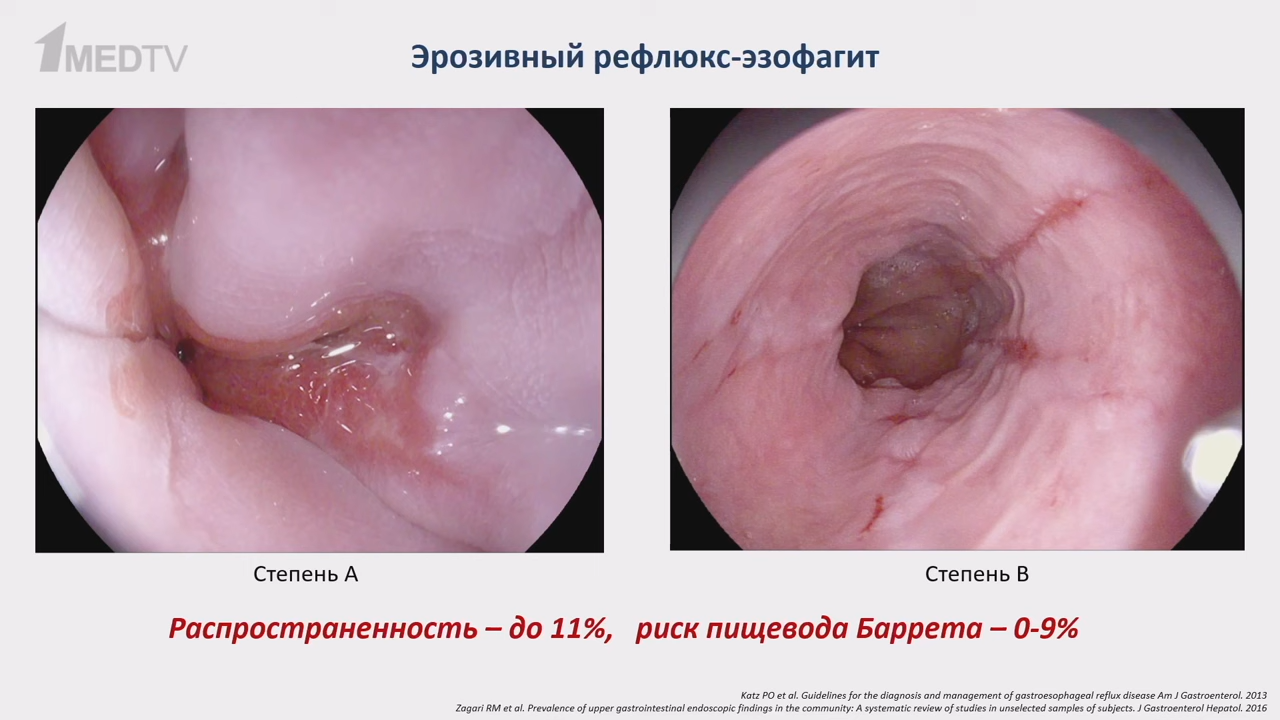 1MEDTV
Эрозивный рефлюкс-эзофагит
Степень А
Степень В
Распространенность – до 11%, риск пищевода Баррета – 0-9%
Katz PO et al. Guidelines for the diagnosis and management of gastroesophageal reflux disease Am J Gastroenterol. 2013
Zagari RM et al. Prevalence of upper gastrointestinal endoscopic findings in the community: A systematic review of studies in unselected samples of subjects. J Gastroenterol Hepatol. 2016